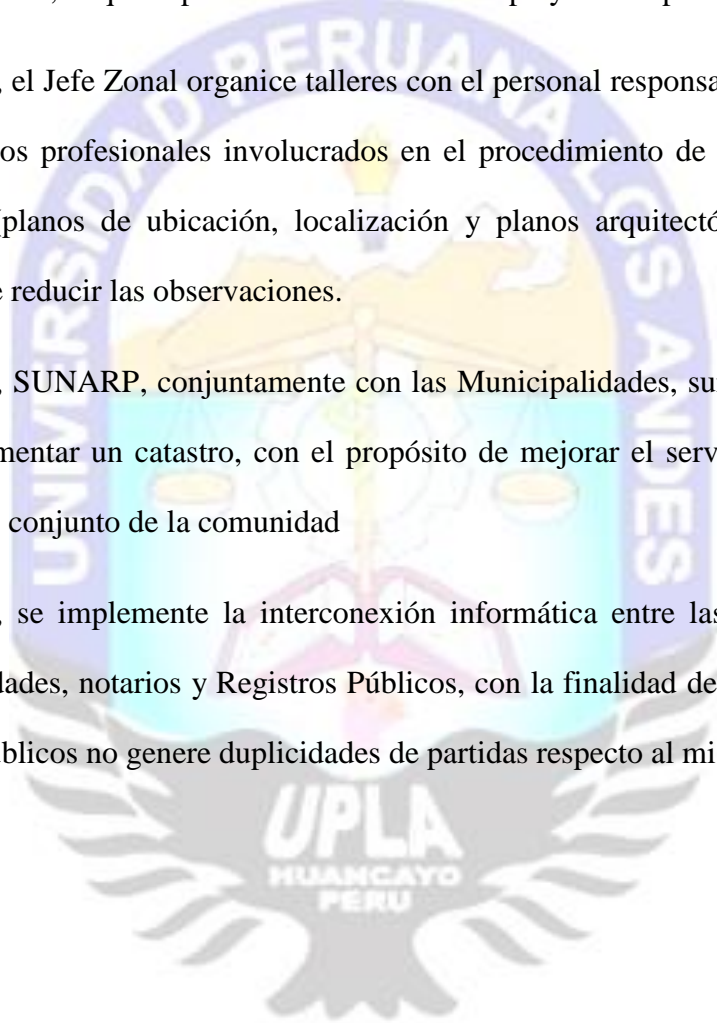 , el Jefe Zonal organice talleres con el personal responsa
os profesionales involucrados en el procedimiento de
(planos de ubicación, localización y planos arquitectó
e reducir las observaciones.
, SUNARP, conjuntamente con las Municipalidades, su
mentar un catastro, con el propósito de mejorar el serv
conjunto de la comunidad
, se implemente la interconexión informática entre las
dades, notarios y Registros Públicos, con la finalidad de
úblicos no genere duplicidades de partidas respecto al mi
UNIVERSIDAD PERUANA LOS ANDES
UPLA
HUANCAYO
PERU